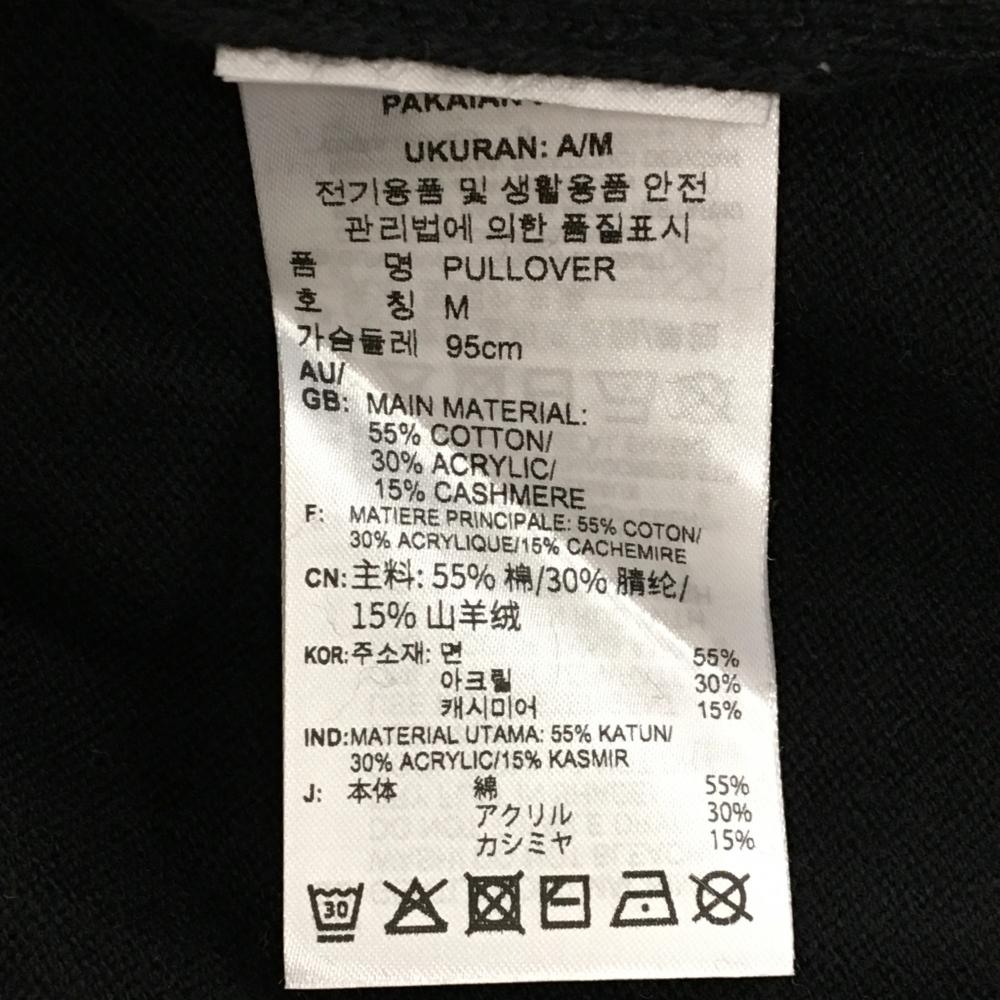 UKURAN: A/M
전기용품 및 생활용품 안전
관리법에 의한 품질표시
품 명 PULLOVER
호 칭 M
가슴둘레 95cm
AU/
GB: MAIN MATERIAL:
55% COTTON/
30% ACRYLIC/
15% CASHMERE
F: MATIERE PRINCIPALE: 55% COTON/
30% ACRYLIQUE/15% CACHEMIRE
CN: 主料: 55% 棉/30% 腈纶/
15% 山羊绒
KOR: 주소재: 면 55%
아크릴 30%
캐시미어 15%
IND: MATERIAL UTAMA: 55% KATUN/
30% ACRYLIC/15% KASMIR
J: 本体 綿 55%
アクリル 30%
カシミヤ 15%
30